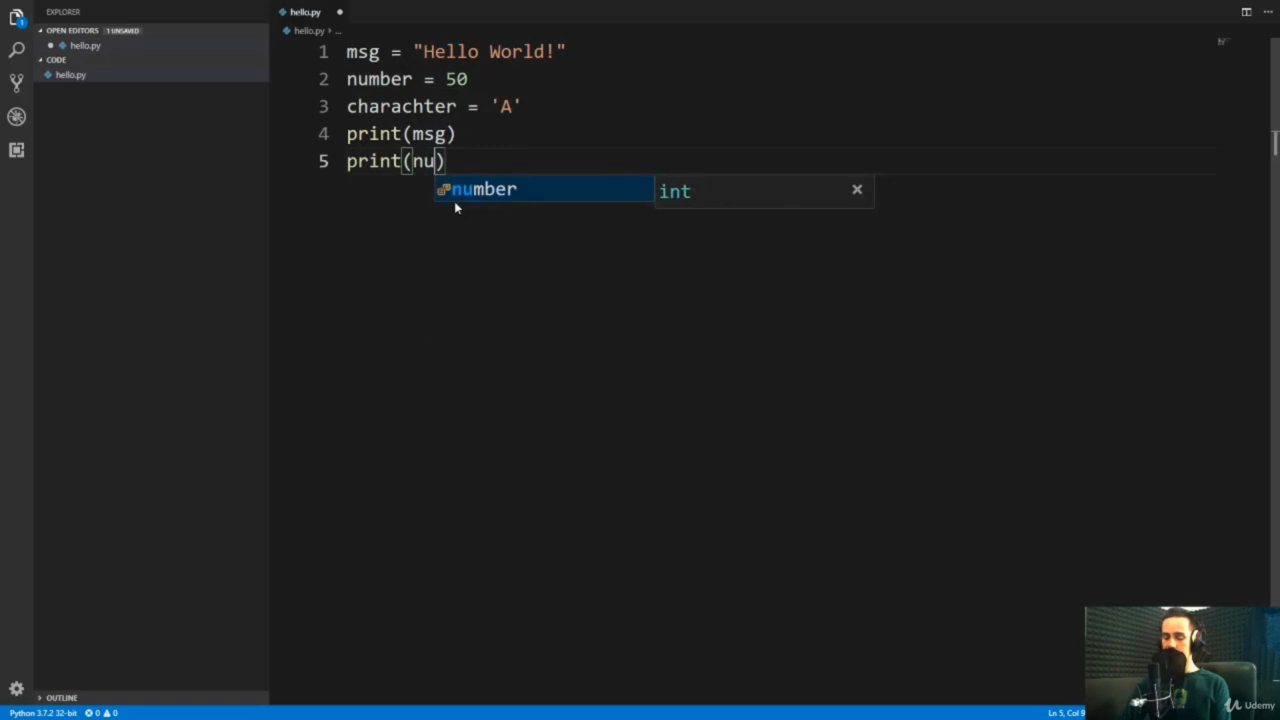 EXPLORER
hello.py
OPEN EDITORS 1 UNSAVED
hello.py
CODE
hello.py
hello.py › ...
1 msg = "Hello World!"
2 number = 50
3 charachter = 'A'
4 print(msg)
5 print(nu)
number
int
OUTLINE
Python 3.7.2 32-bit 0 0
Ln 5, Col 9
1
Udemy